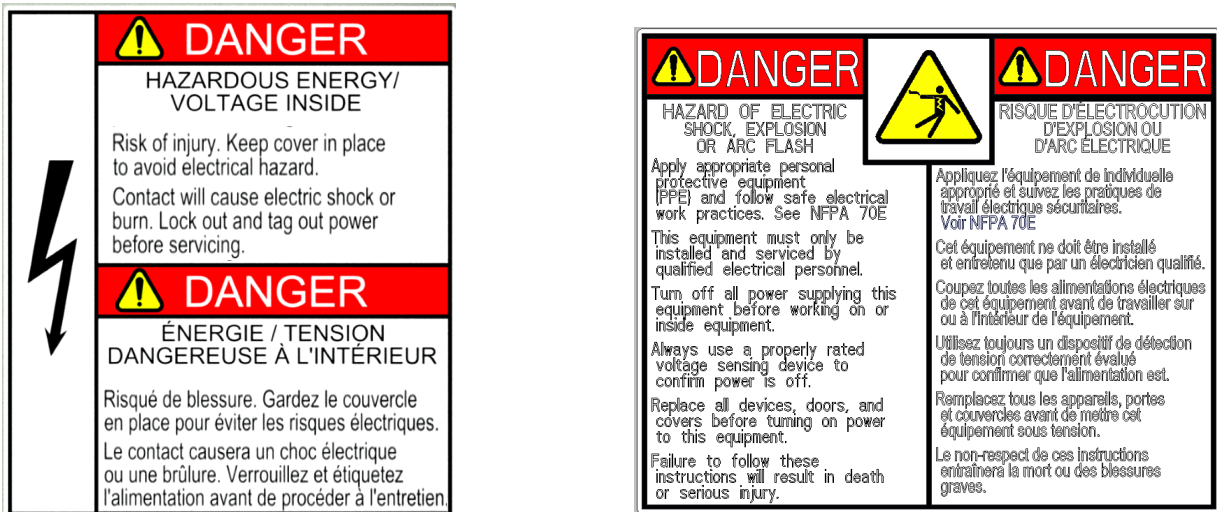 DANGER
HAZARDOUS ENERGY/
VOLTAGE INSIDE
Risk of injury. Keep cover in place
to avoid electrical hazard.
Contact will cause electric shock or
burn. Lock out and tag out power
before servicing.
DANGER
ÉNERGIE / TENSION
DANGEREUSE À L'INTÉRIEUR
Risqué de blessure. Gardez le couvercle
en place pour éviter les risques électriques.
Le contact causera un choc électrique
ou une brûlure. Verrouillez et étiquetez
l'alimentation avant de procéder à l'entretien.
DANGER
HAZARD OF ELECTRIC
SHOCK, EXPLOSION
OR ARC FLASH
Apply appropriate personal
protective equipment
(PPE) and follow safe electrical
work practices. See NFPA 70E
This equipment must only be
installed and serviced by
qualified electrical personnel.
Turn off all power supplying this
equipment before working on or
inside equipment.
Always use a properly rated
voltage sensing device to
confirm power is off.
Replace all devices, doors, and
covers before turning on power
to this equipment.
Failure to follow these
instructions will result in death
or serious injury.
DANGER
RISQUE D'ÉLECTROCUTION
D'EXPLOSION OU
D'ARC ÉLECTRIQUE
Appliquez l'équipement de individuelle
approprié et suivez les pratiques de
travail électrique sécuritaires.
Voir NFPA 70E
Cet équipement ne doit être installé
et entretenu que par un électricien qualifié.
Coupez toutes les alimentations électriques
de cet équipement avant de travailler sur
ou à l'intérieur de l'équipement.
Utilisez toujours un dispositif de détection
de tension correctement évalué
pour confirmer que l'alimentation est.
Remplacez tous les appareils, portes
et couvercles avant de mettre cet
équipement sous tension.
Le non-respect de ces instructions
entraînera la mort ou des blessures
graves.